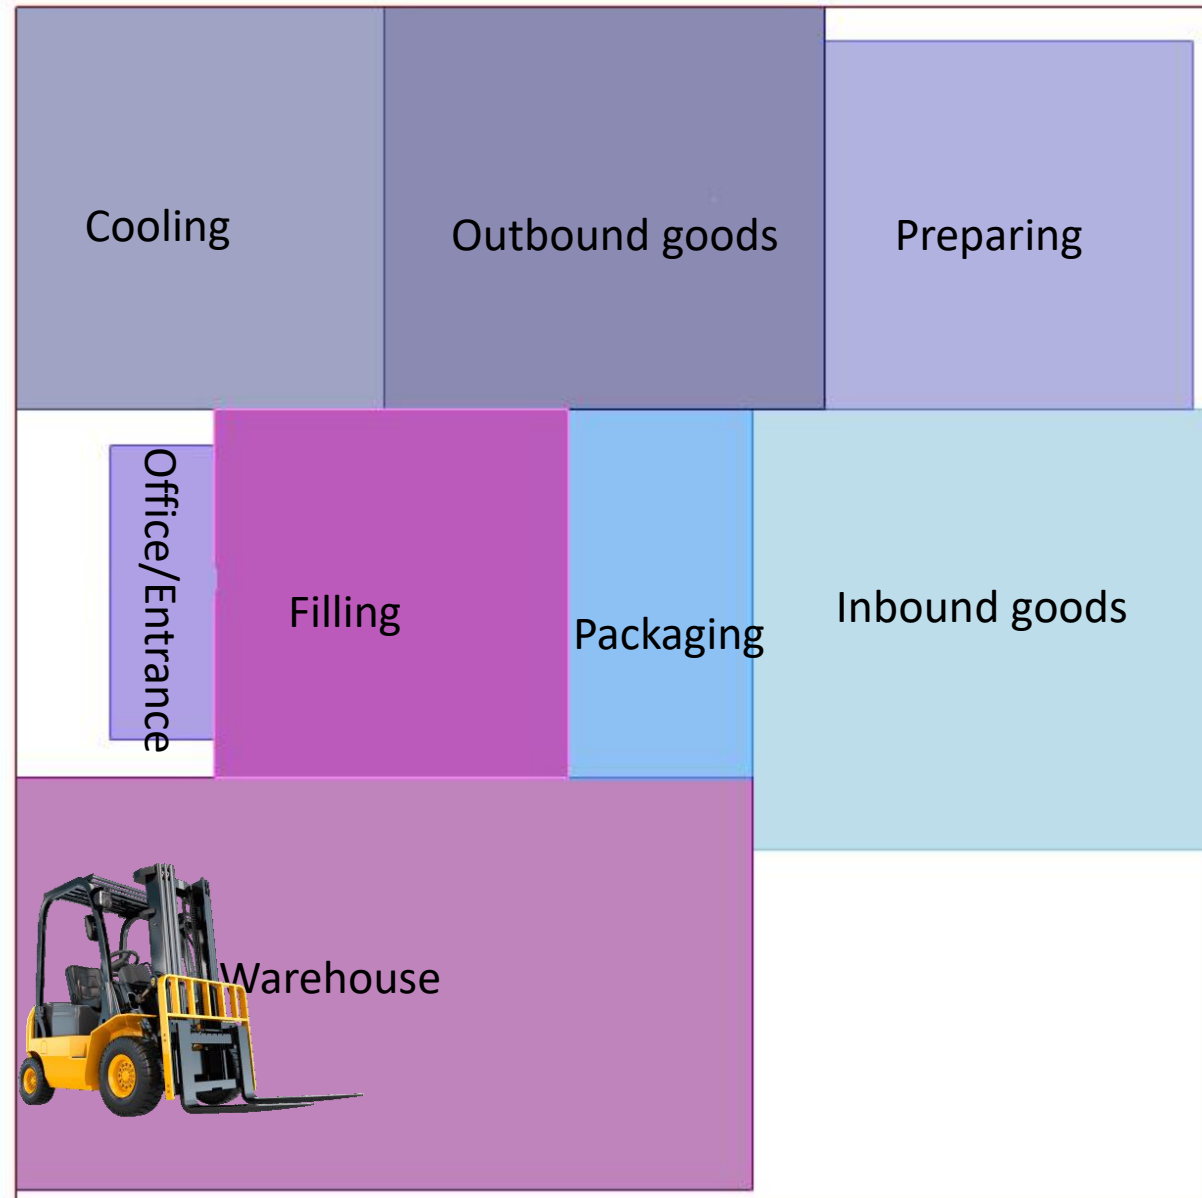 Cooling
Outbound goods
Preparing
Office/Entrance
Filling
Packaging
Inbound goods
Warehouse